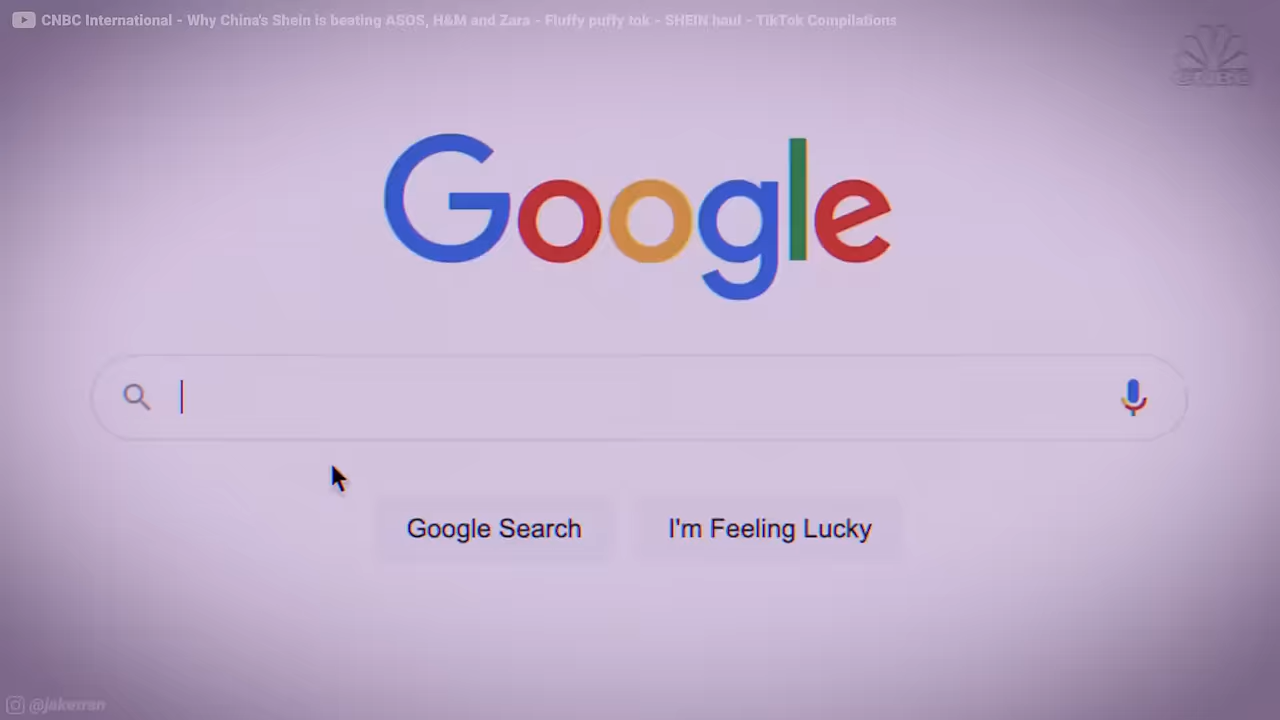 CNBC International - Why China's Shein is beating ASOS, H&M and Zara - Fluffy puffy tok - SHEIN haul - TikTok Compilations
CNBC
Google
Google Search
I'm Feeling Lucky
@jakerran